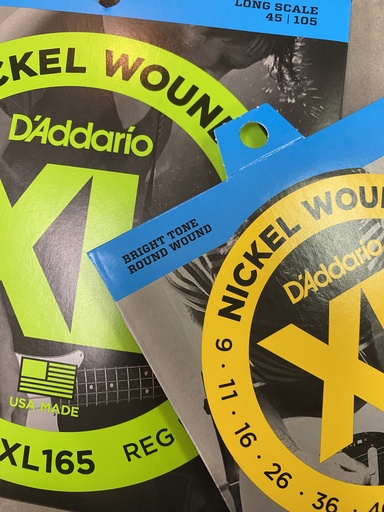 LONG SCALE
45 | 105
NICKEL WOUND
D'Addario
XL
USA MADE
XL165 REG
BRIGHT TONE
ROUND WOUND
NICKEL WOUN
D'Addario
XL
9 · 11 · 16 · 26 · 36 ·